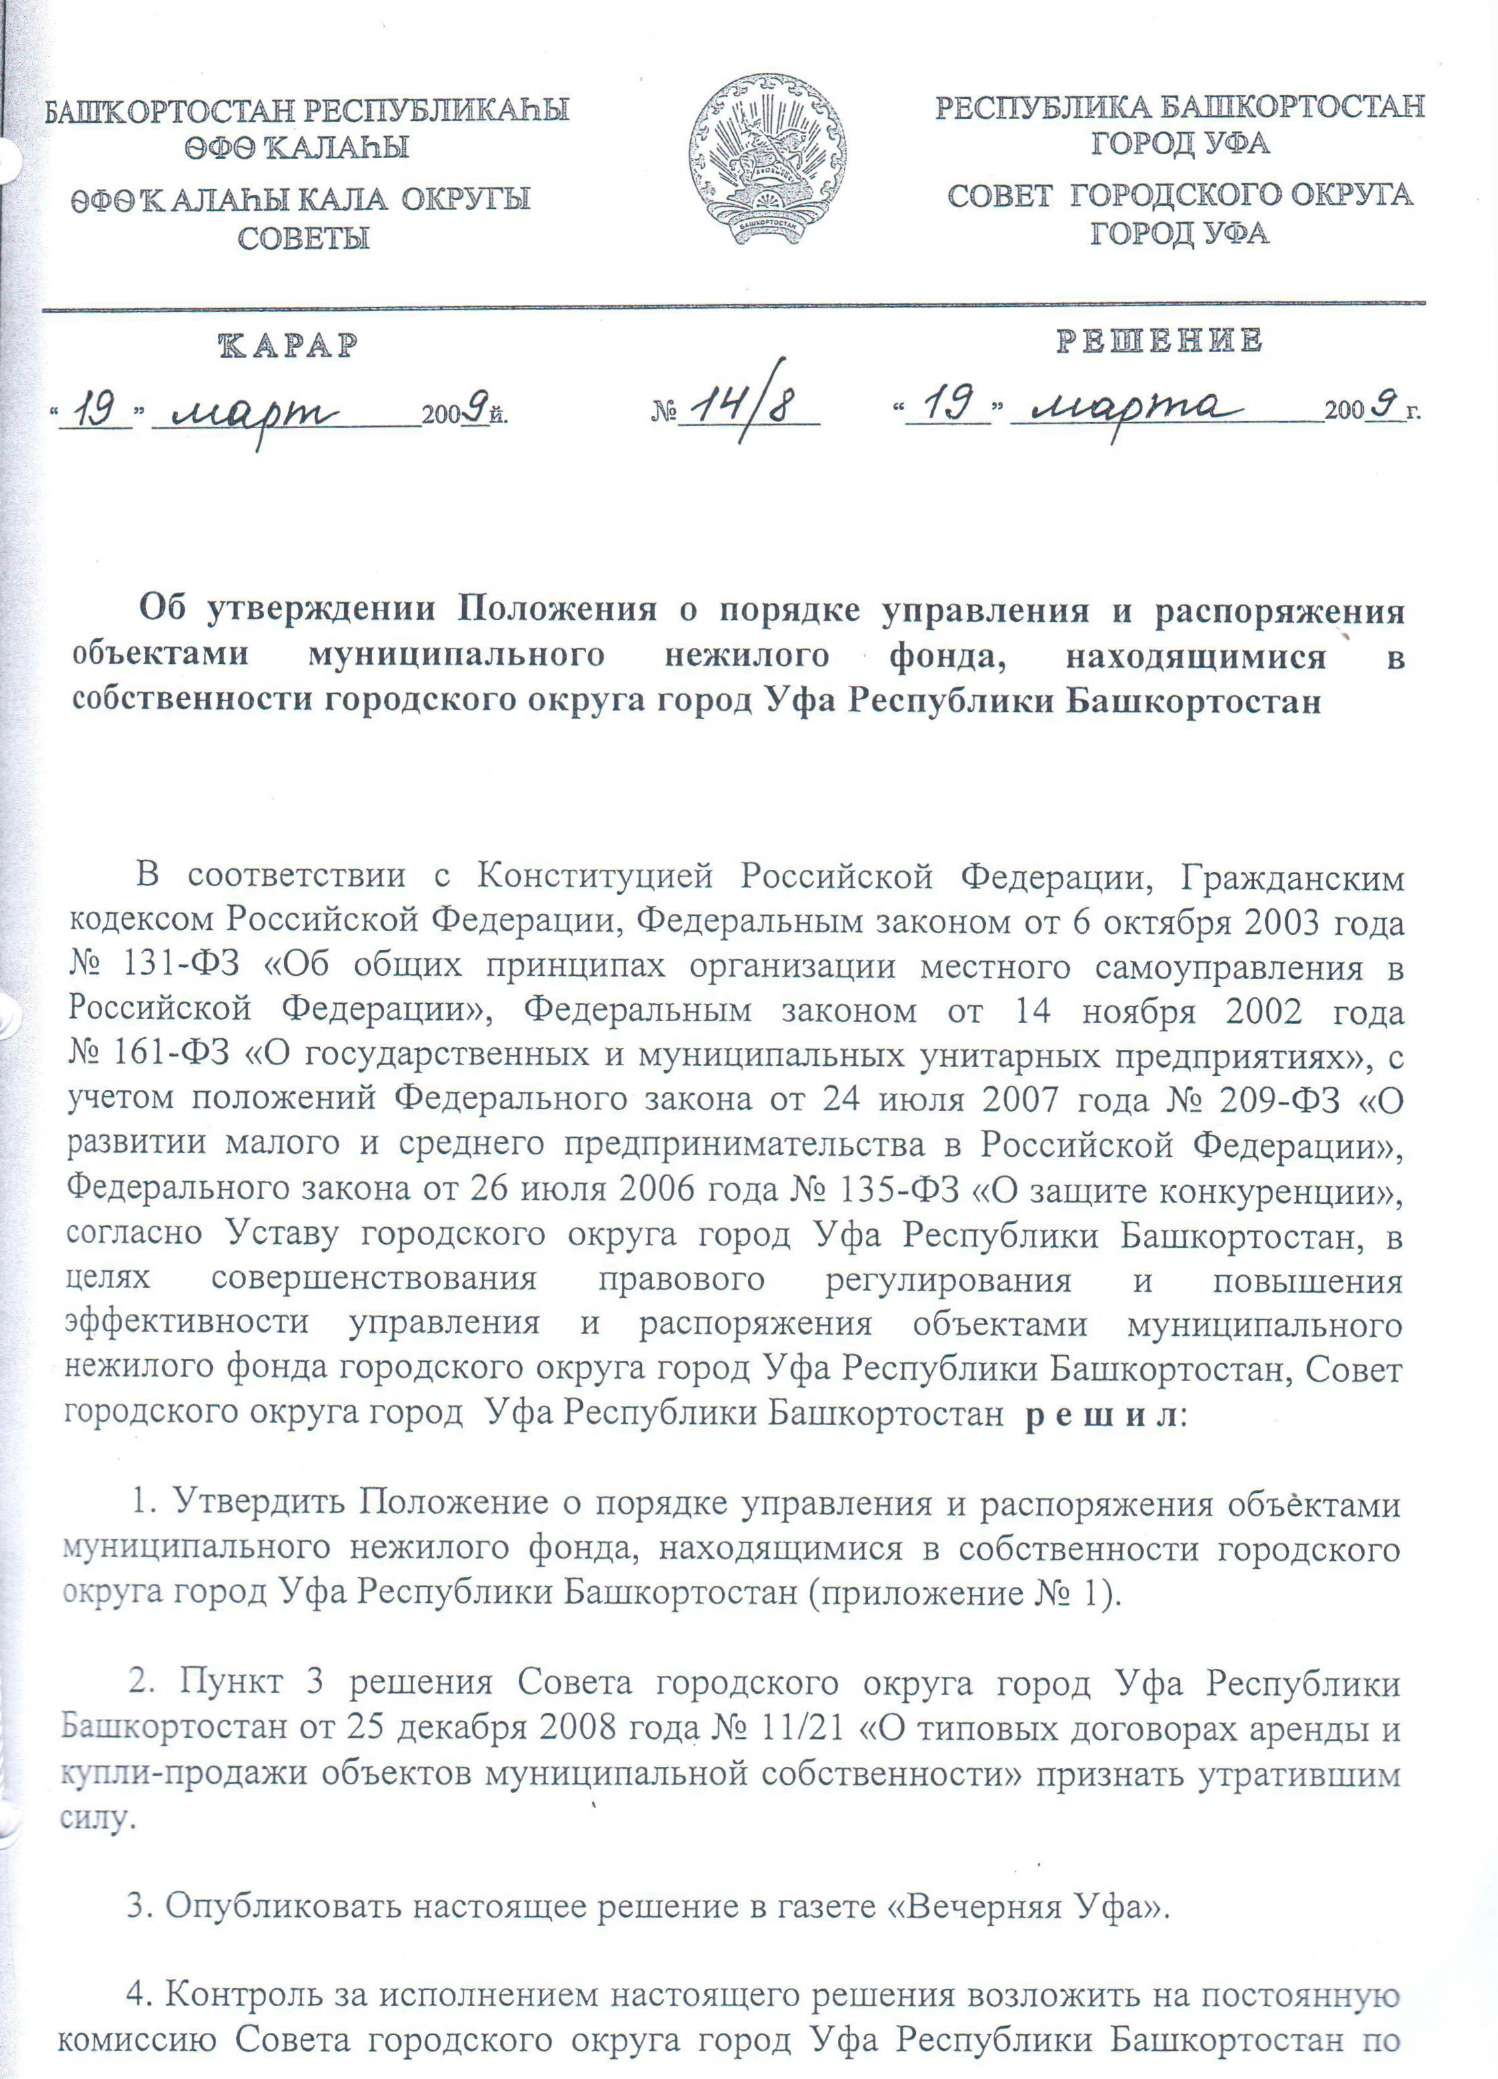 БАШҠОРТОСТАН РЕСПУБЛИКАҺЫ
ӨФӨ ҠАЛАҺЫ
ӨФӨ ҠАЛАҺЫ КАЛА ОКРУГЫ
СОВЕТЫ
БАШКОРТОСТАН
РЕСПУБЛИКА БАШКОРТОСТАН
ГОРОД УФА
СОВЕТ ГОРОДСКОГО ОКРУГА
ГОРОД УФА
ҠАРАР
РЕШЕНИЕ
“19” март 2009й. №14/8 “19” марта 2009г.
Об утверждении Положения о порядке управления и распоряжения
объектами муниципального нежилого фонда, находящимися в
собственности городского округа город Уфа Республики Башкортостан
В соответствии с Конституцией Российской Федерации, Гражданским
кодексом Российской Федерации, Федеральным законом от 6 октября 2003 года
№ 131-ФЗ «Об общих принципах организации местного самоуправления в
Российской Федерации», Федеральным законом от 14 ноября 2002 года
№ 161-ФЗ «О государственных и муниципальных унитарных предприятиях», с
учетом положений Федерального закона от 24 июля 2007 года № 209-ФЗ «О
развитии малого и среднего предпринимательства в Российской Федерации»,
Федерального закона от 26 июля 2006 года № 135-ФЗ «О защите конкуренции»,
согласно Уставу городского округа город Уфа Республики Башкортостан, в
целях совершенствования правового регулирования и повышения
эффективности управления и распоряжения объектами муниципального
нежилого фонда городского округа город Уфа Республики Башкортостан, Совет
городского округа город Уфа Республики Башкортостан р е ш и л:
1. Утвердить Положение о порядке управления и распоряжения объектами
муниципального нежилого фонда, находящимися в собственности городского
округа город Уфа Республики Башкортостан (приложение № 1).
2. Пункт 3 решения Совета городского округа город Уфа Республики
Башкортостан от 25 декабря 2008 года № 11/21 «О типовых договорах аренды и
купли-продажи объектов муниципальной собственности» признать утратившим
силу.
3. Опубликовать настоящее решение в газете «Вечерняя Уфа».
4. Контроль за исполнением настоящего решения возложить на постоянную
комиссию Совета городского округа город Уфа Республики Башкортостан по